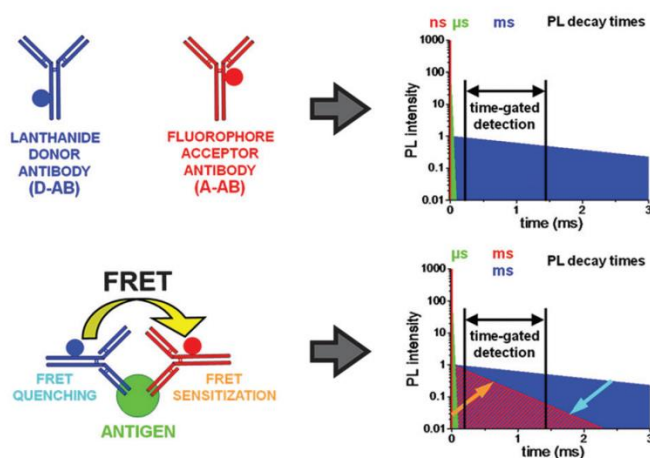 LANTHANIDE
DONOR
ANTIBODY
(D-AB)
FLUOROPHORE
ACCEPTOR
ANTIBODY
(A-AB)
ns µs ms PL decay times
PL intensity
1000
100
10
1
0.1
0.01
time-gated
detection
0 1 2 3
time (ms)
FRET
FRET
QUENCHING
FRET
SENSITIZATION
ANTIGEN
µs ms PL decay times
ms
PL intensity
1000
100
10
1
0.1
0.01
time-gated
detection
0 1 2 3
time (ms)